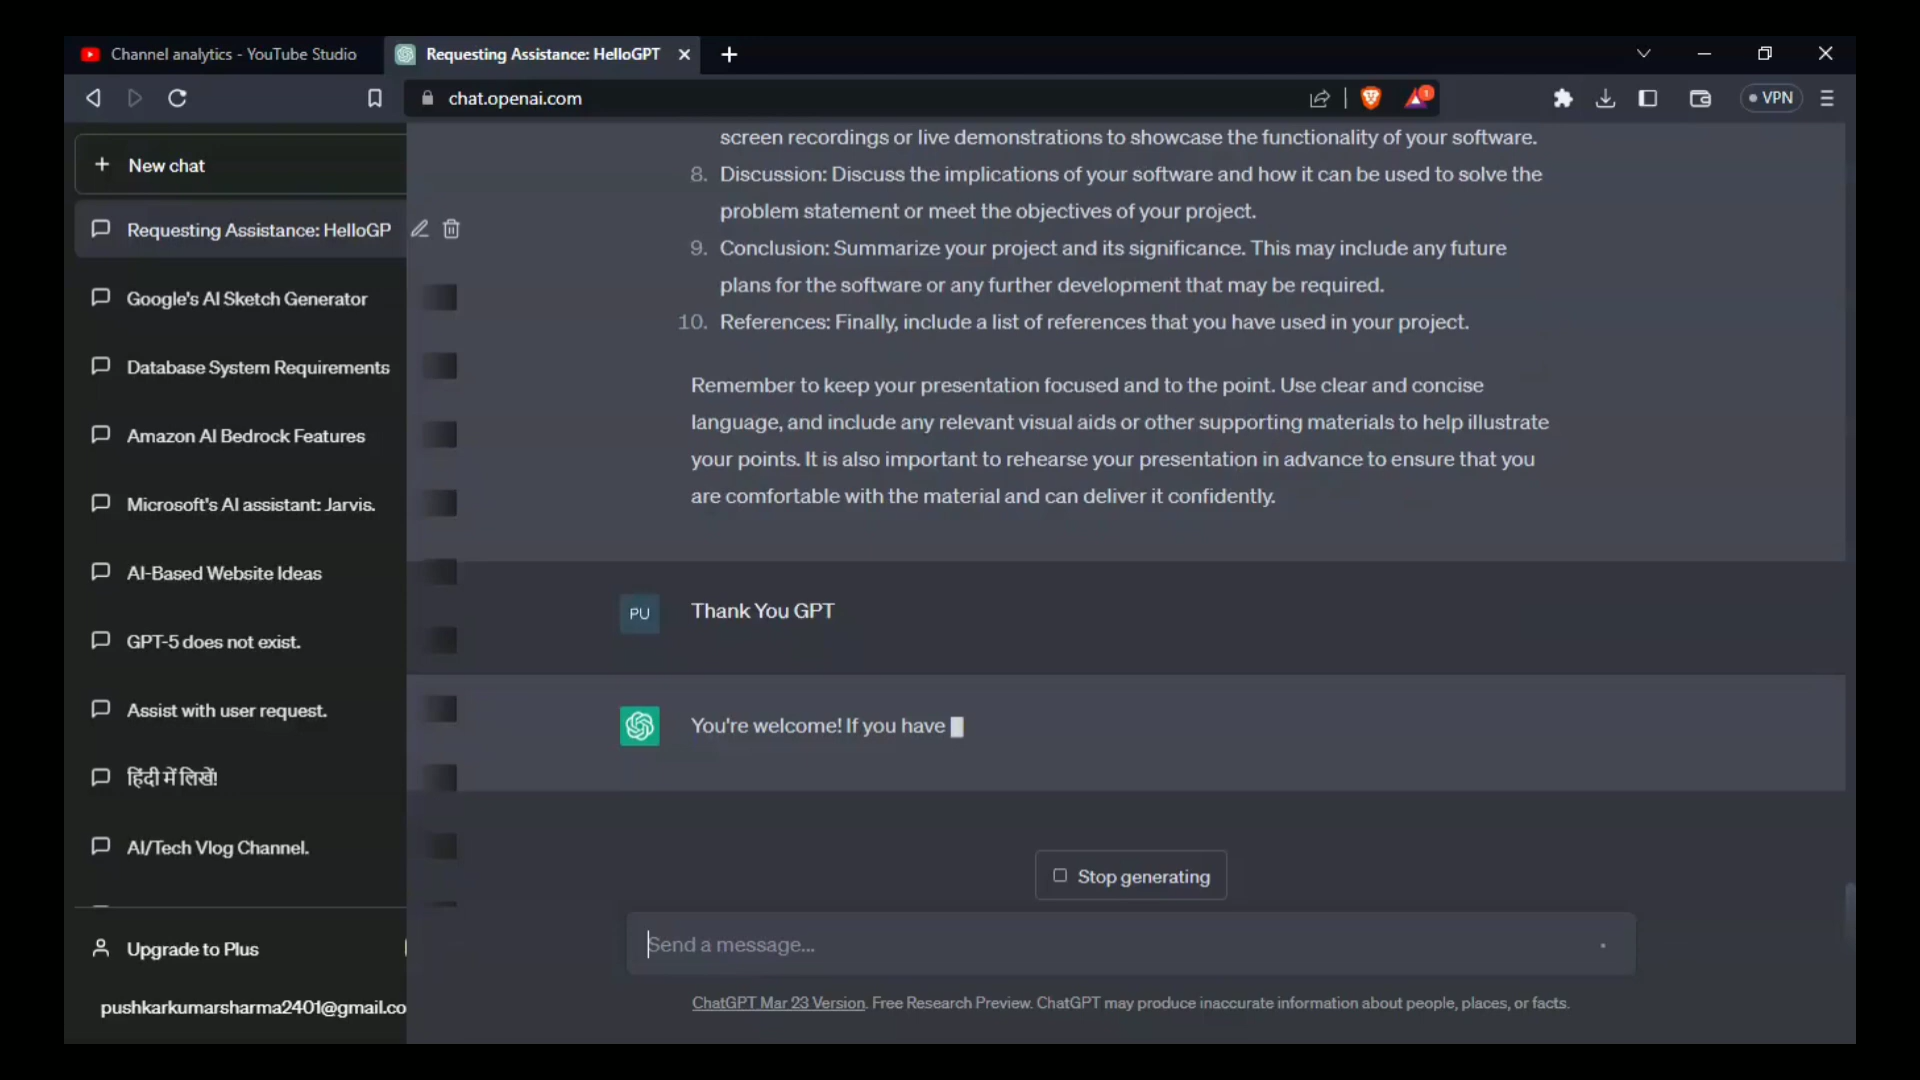 Channel analytics - YouTube Studio
Requesting Assistance: HelloGPT
chat.openai.com
1
VPN
New chat
Requesting Assistance: HelloGP
Google's AI Sketch Generator
Database System Requirements
Amazon AI Bedrock Features
Microsoft's AI assistant: Jarvis.
AI-Based Website Ideas
GPT-5 does not exist.
Assist with user request.
हिंदी में लिखें!
AI/Tech Vlog Channel.
Upgrade to Plus
pushkarkumarsharma2401@gmail.co
screen recordings or live demonstrations to showcase the functionality of your software.
8. Discussion: Discuss the implications of your software and how it can be used to solve the
problem statement or meet the objectives of your project.
9. Conclusion: Summarize your project and its significance. This may include any future
plans for the software or any further development that may be required.
10. References: Finally, include a list of references that you have used in your project.
Remember to keep your presentation focused and to the point. Use clear and concise
language, and include any relevant visual aids or other supporting materials to help illustrate
your points. It is also important to rehearse your presentation in advance to ensure that you
are comfortable with the material and can deliver it confidently.
PU
Thank You GPT
You're welcome! If you have
Stop generating
Send a message...
ChatGPT Mar 23 Version. Free Research Preview. ChatGPT may produce inaccurate information about people, places, or facts.